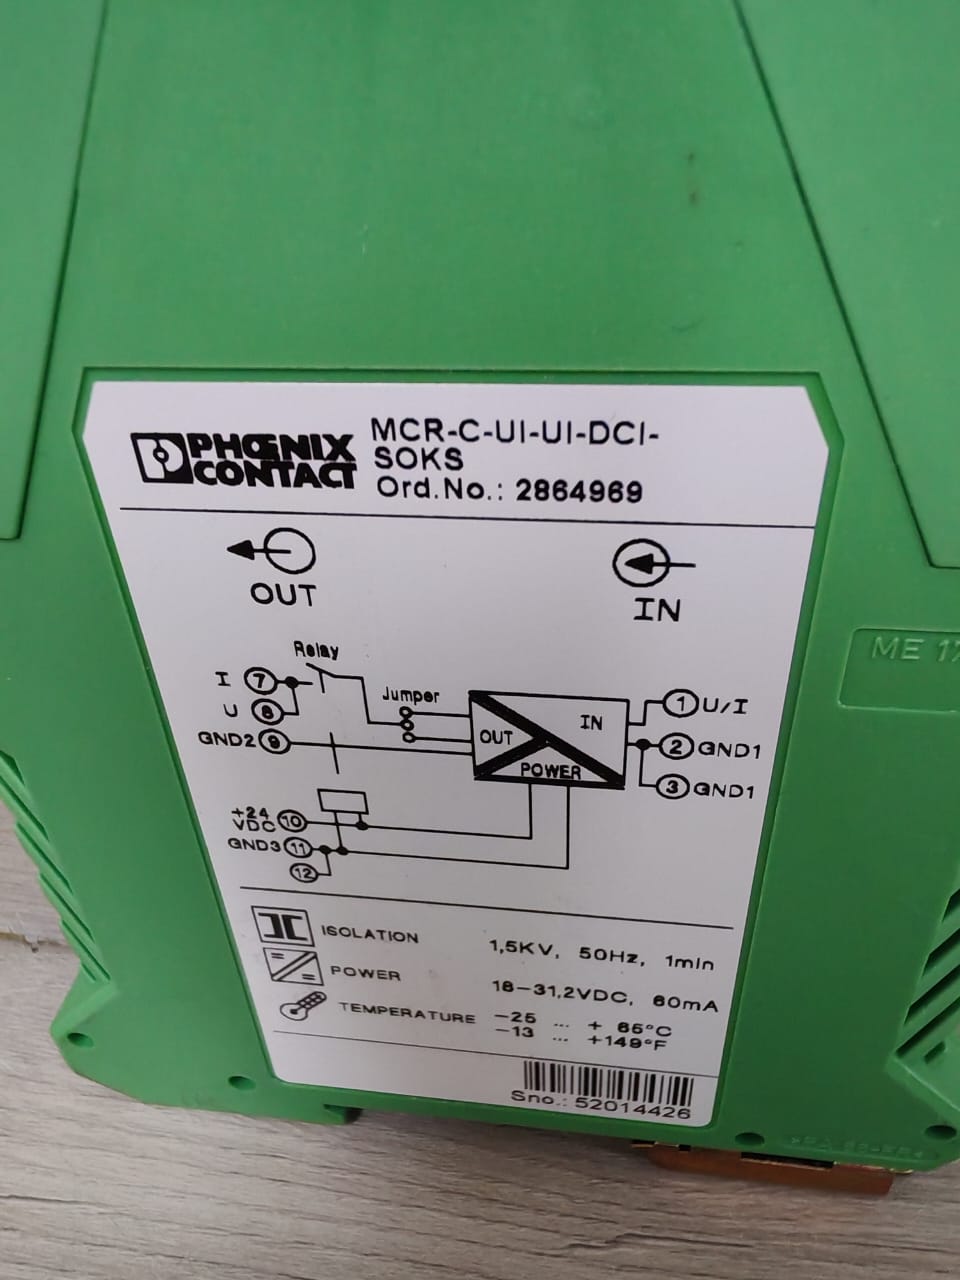 PHOENIX
CONTACT
MCR-C-UI-UI-DCI-
SOKS
Ord.No.: 2864969
OUT
IN
Relay
I 7
Jumper
1 U/I
U 8
IN
OUT
GND2 9
2 GND1
POWER
3 GND1
+24
VDC 10
GND3 11
12
ISOLATION 1,5KV, 50Hz, 1min
POWER 18-31,2VDC, 60mA
TEMPERATURE -25 ... + 65°C
-13 ... +149°F
Sno.: 52014426